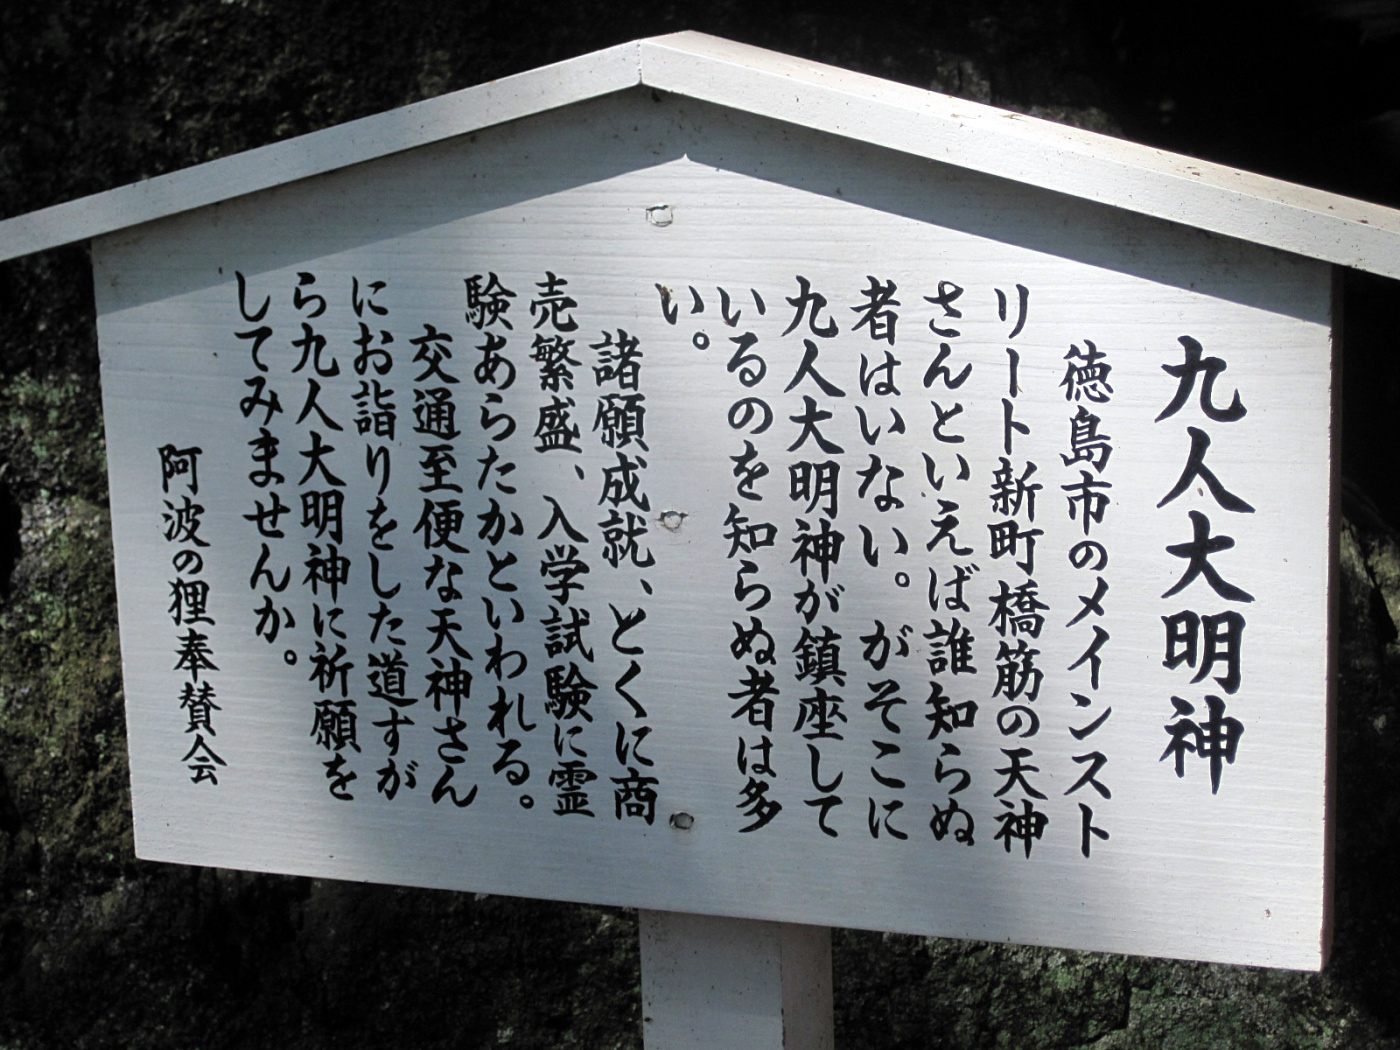 九人大明神
徳島市のメインスト
リート新町橋筋の天神
さんといえば誰知らぬ
者はいない。がそこに
九人大明神が鎮座して
いるのを知らぬ者は多
い。
諸願成就、とくに商
売繁盛、入学試験に霊
験あらたかといわれる。
交通至便な天神さん
にお詣りをした道すが
ら九人大明神に祈願を
してみませんか。
阿波の狸奉賛会